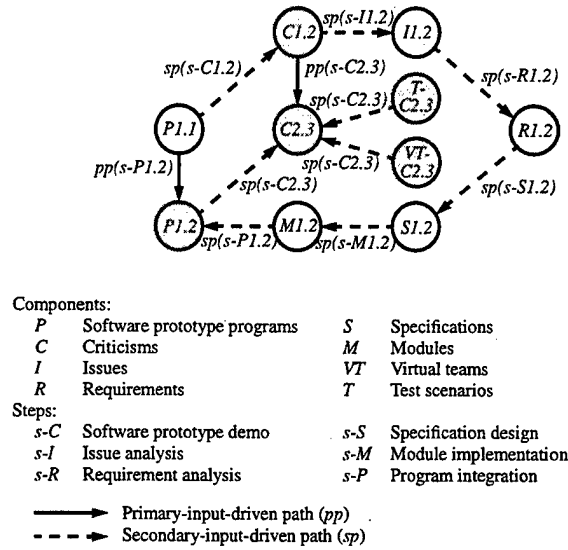 C1.2 sp(s-I1.2) I1.2
sp(s-C1.2) pp(s-C2.3) sp(s-R1.2)
sp(s-C2.3) T-C2.3
P1.1 C2.3 R1.2
pp(s-P1.2) sp(s-C2.3) VT-C2.3
sp(s-C2.3) sp(s-S1.2)
P1.2 M1.2 S1.2
sp(s-P1.2) sp(s-M1.2)
Components:
P Software prototype programs S Specifications
C Criticisms M Modules
I Issues VT Virtual teams
R Requirements T Test scenarios
Steps:
s-C Software prototype demo s-S Specification design
s-I Issue analysis s-M Module implementation
s-R Requirement analysis s-P Program integration
Primary-input-driven path (pp)
Secondary-input-driven path (sp)